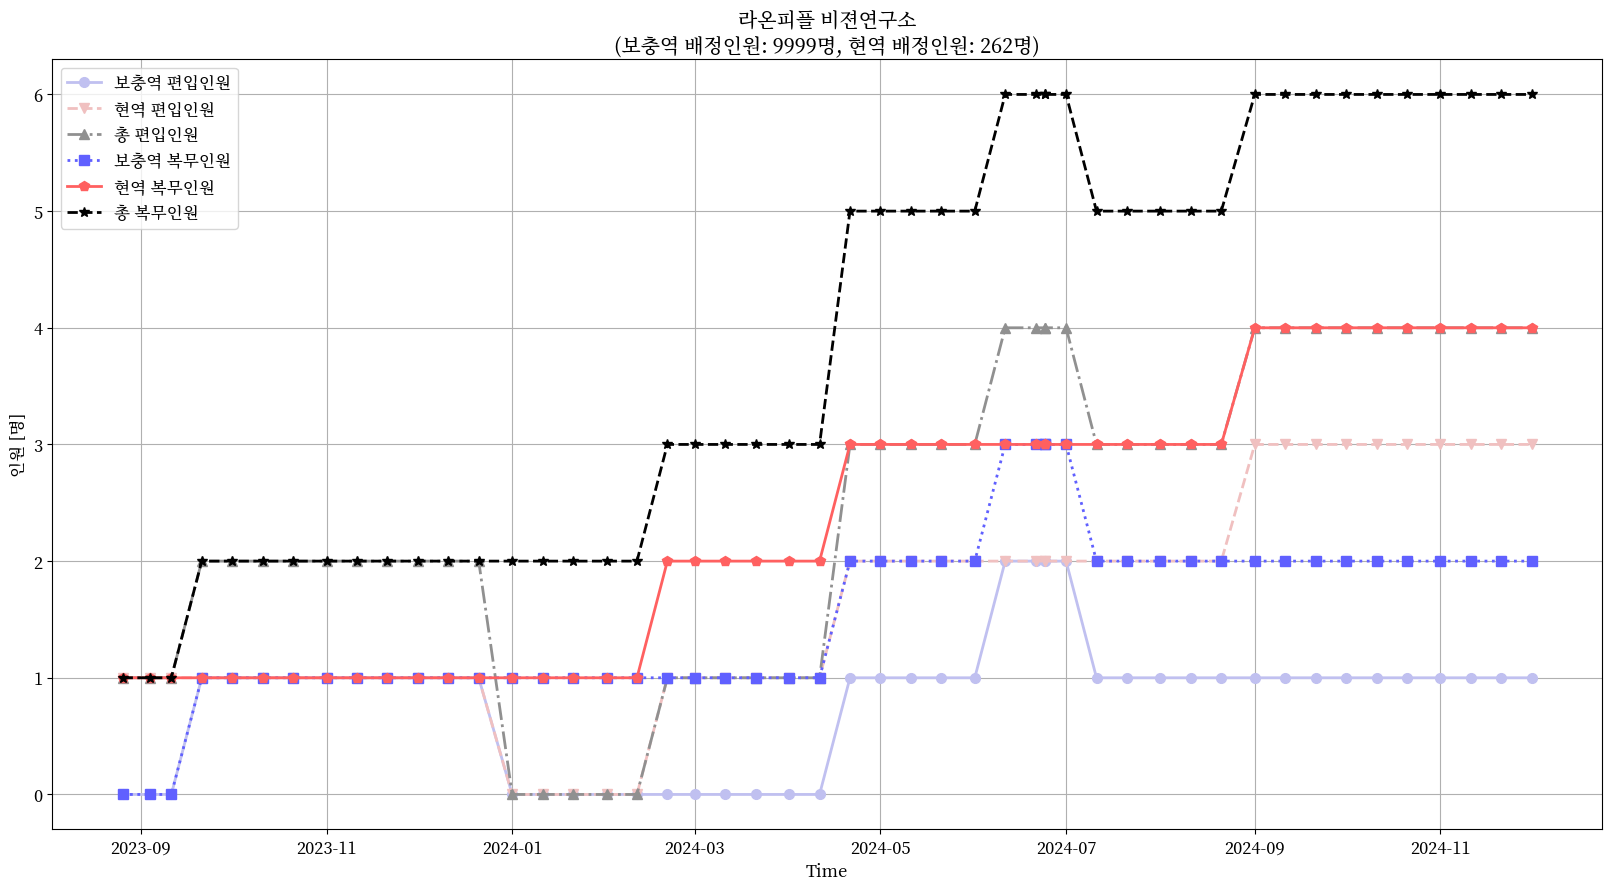 라온피플 비젼연구소
(보충역 배정인원: 9999명, 현역 배정인원: 262명)
보충역 편입인원
현역 편입인원
총 편입인원
보충역 복무인원
현역 복무인원
총 복무인원
6
5
4
3
2
1
0
인원 [명]
2023-09
2023-11
2024-01
2024-03
2024-05
2024-07
2024-09
2024-11
Time